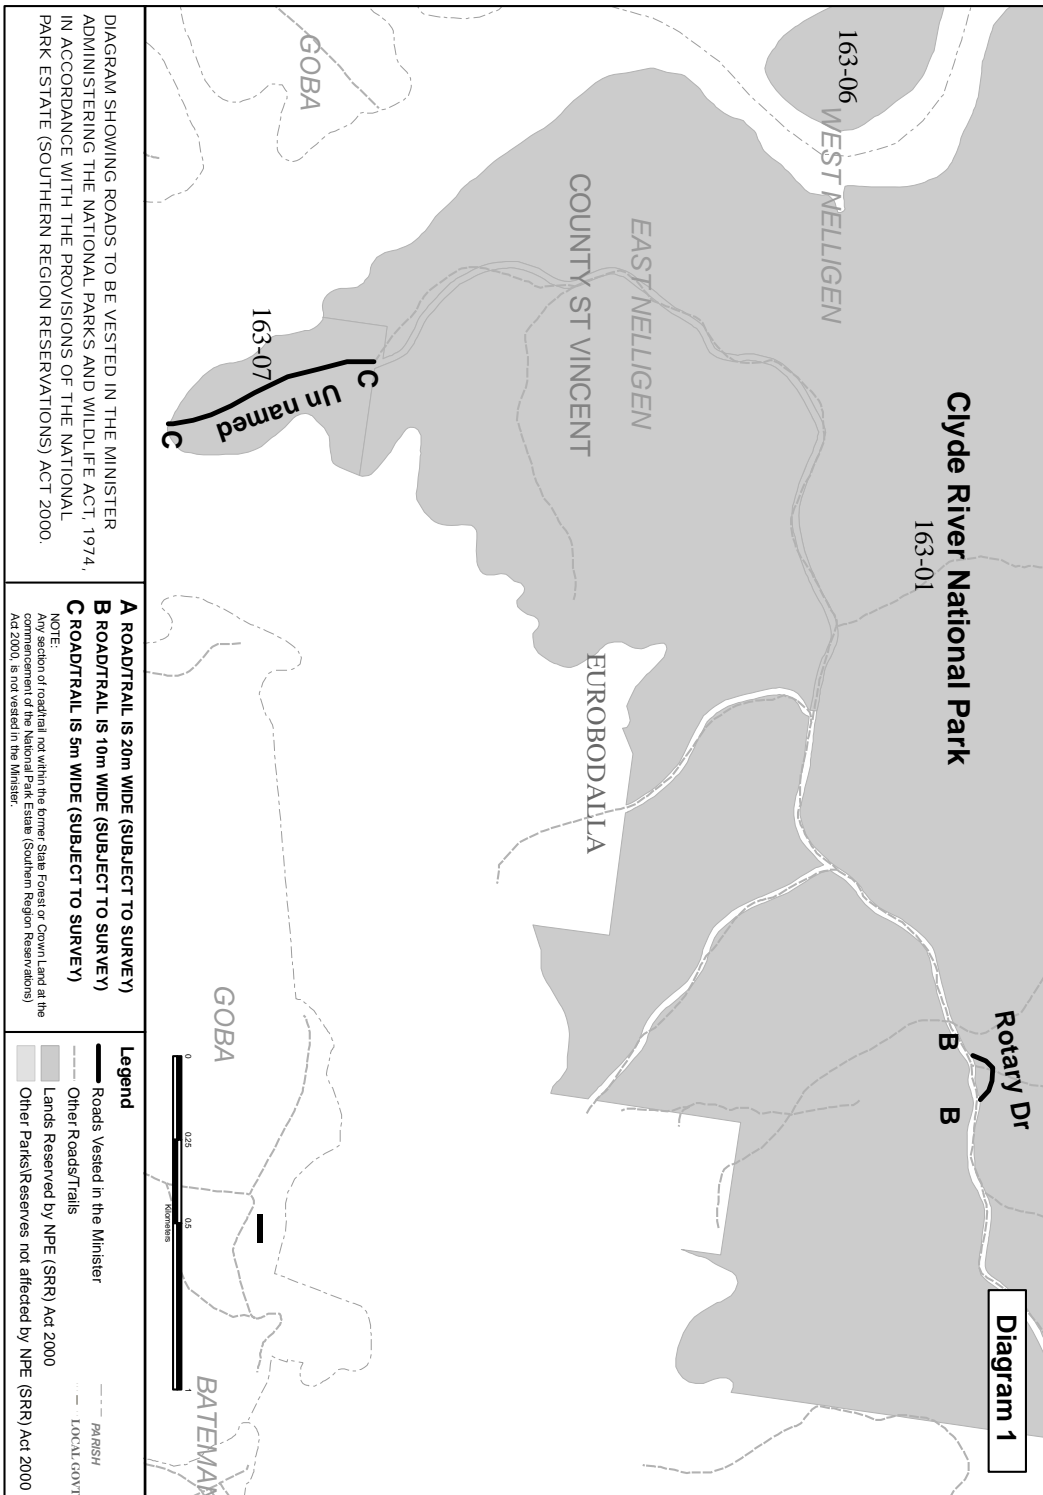 Diagram 1
Clyde River National Park
163-01
163-06
WEST NELLIGEN
EAST NELLIGEN
COUNTY ST VINCENT
EUROBODALLA
Rotary Dr
B
B
GOBA
163-07
C
Un named
C
GOBA
BATEMAN
0
0.25
0.5
1
Kilometers
DIAGRAM SHOWING ROADS TO BE VESTED IN THE MINISTER
ADMINISTERING THE NATIONAL PARKS AND WILDLIFE ACT, 1974,
IN ACCORDANCE WITH THE PROVISIONS OF THE NATIONAL
PARK ESTATE (SOUTHERN REGION RESERVATIONS) ACT 2000.
A ROAD/TRAIL IS 20m WIDE (SUBJECT TO SURVEY)
B ROAD/TRAIL IS 10m WIDE (SUBJECT TO SURVEY)
C ROAD/TRAIL IS 5m WIDE (SUBJECT TO SURVEY)
NOTE:
Any section of road/trail not within the former State Forest or Crown Land at the
commencement of the National Park Estate (Southern Region Reservations)
Act 2000, is not vested in the Minister.
Legend
Roads Vested in the Minister
Other Roads/Trails
Lands Reserved by NPE (SRR) Act 2000
Other Parks\Reserves not affected by NPE (SRR) Act 2000
PARISH
LOCAL GOVT